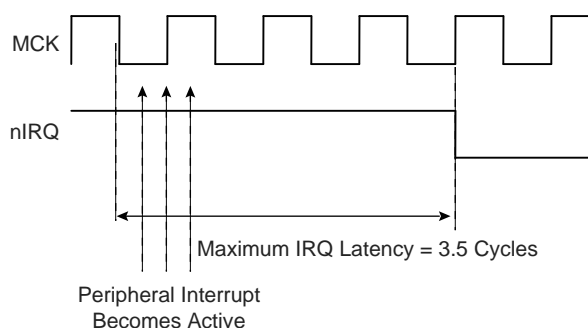 MCK
nIRQ
Maximum IRQ Latency = 3.5 Cycles
Peripheral Interrupt
Becomes Active